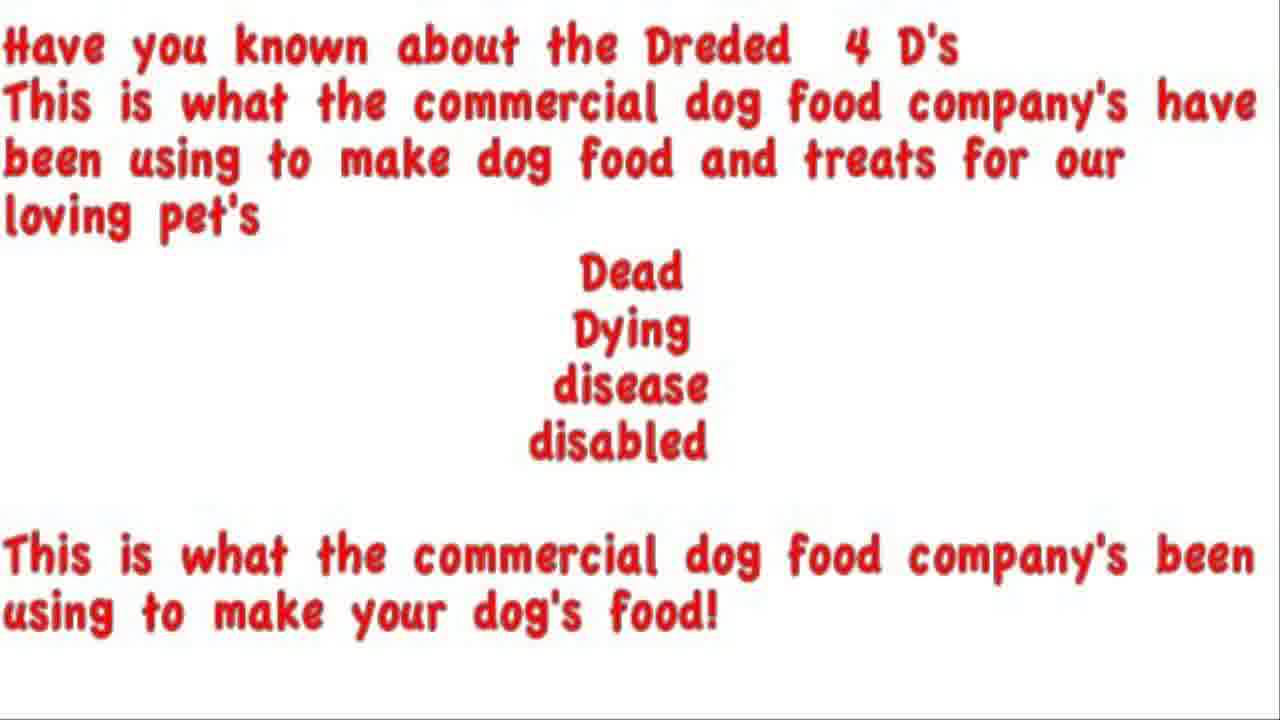 Have you known about the Dreded 4 D's
This is what the commercial dog food company's have
been using to make dog food and treats for our
loving pet's
Dead
Dying
disease
disabled
This is what the commercial dog food company's been
using to make your dog's food!